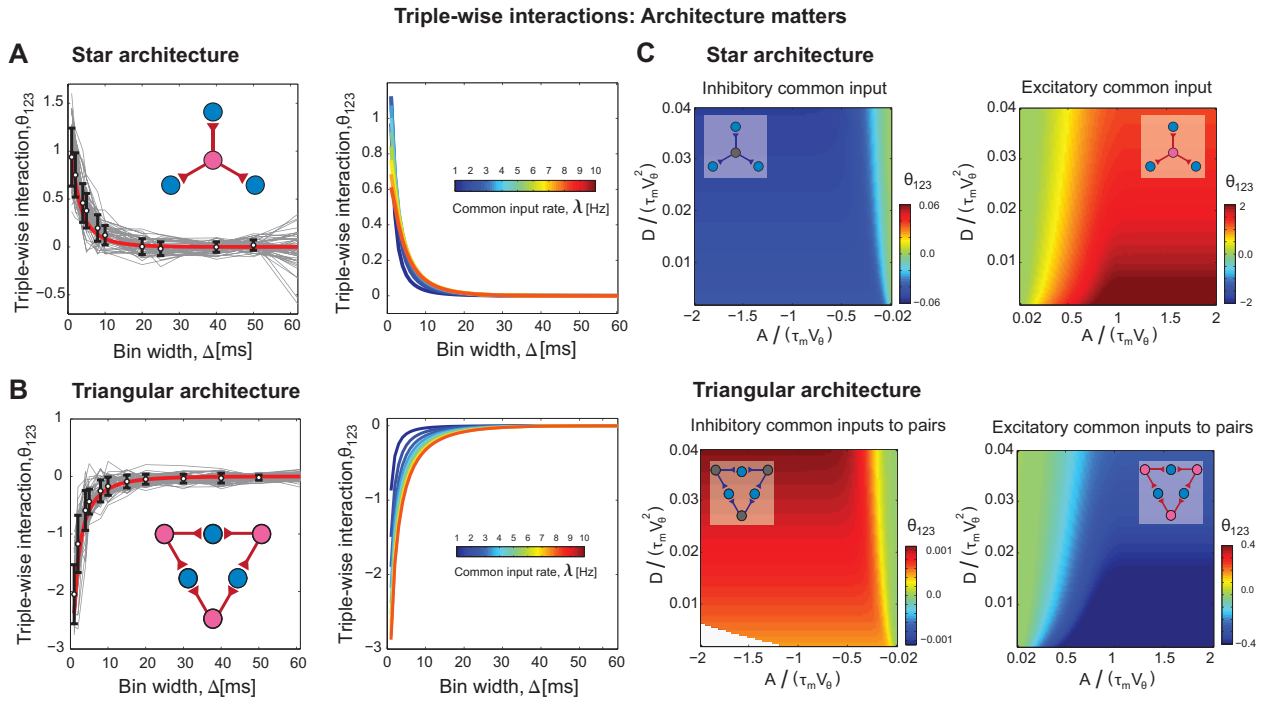 Triple-wise interactions: Architecture matters
A Star architecture
Triple-wise interaction,θ123
1.5
1
0.5
0
−0.5
0 10 20 30 40 50 60
Bin width, Δ[ms]
Triple-wise interaction,θ123
1.2
1
0.8
0.6
0.4
0.2
0
0 10 20 30 40 50 60
Bin width, Δ[ms]
1 2 3 4 5 6 7 8 9 10
Common input rate, λ [Hz]
B Triangular architecture
Triple-wise interaction,θ123
1
0
−1
−2
−3
0 10 20 30 40 50 60
Bin width, Δ[ms]
Triple-wise interaction,θ123
0
−1
−2
−3
0 10 20 30 40 50 60
Bin width, Δ[ms]
1 2 3 4 5 6 7 8 9 10
Common input rate, λ [Hz]
C Star architecture
Inhibitory common input
D / (τmVθ²)
0.04
0.03
0.02
0.01
−2 −1.5 −1 −0.5 −0.02
A / (τmVθ)
θ123
0.06
0.0
−0.06
Excitatory common input
D / (τmVθ²)
0.04
0.03
0.02
0.01
0.02 0.5 1 1.5 2
A / (τmVθ)
θ123
2
0.0
−2
Triangular architecture
Inhibitory common inputs to pairs
D / (τmVθ²)
0.04
0.03
0.02
0.01
−2 −1.5 −1 −0.02
A / (τmVθ)
θ123
0.001
0.0
−0.001
Excitatory common inputs to pairs
D / (τmVθ²)
0.04
0.03
0.02
0.01
0.02 0.5 1 1.5 2
A / (τmVθ)
θ123
0.4
0.0
−0.4